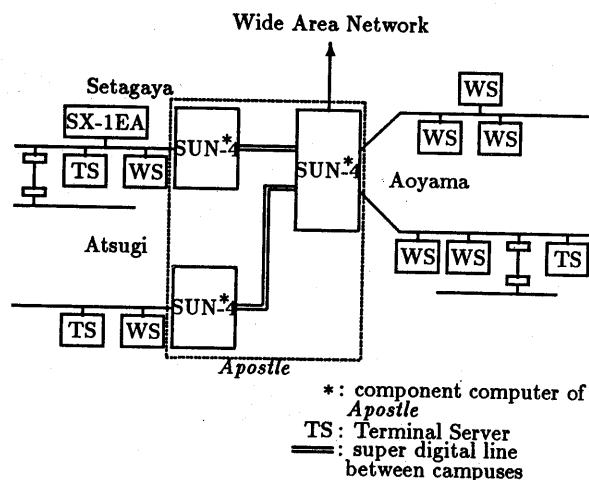 Wide Area Network
Setagaya
SX-1EA
SUN-4*
TS
WS
SUN-4*
WS
WS
WS
Aoyama
Atsugi
WS
WS
TS
SUN-4*
TS
WS
Apostle
*: component computer of
Apostle
TS: Terminal Server
: super digital line
between campuses